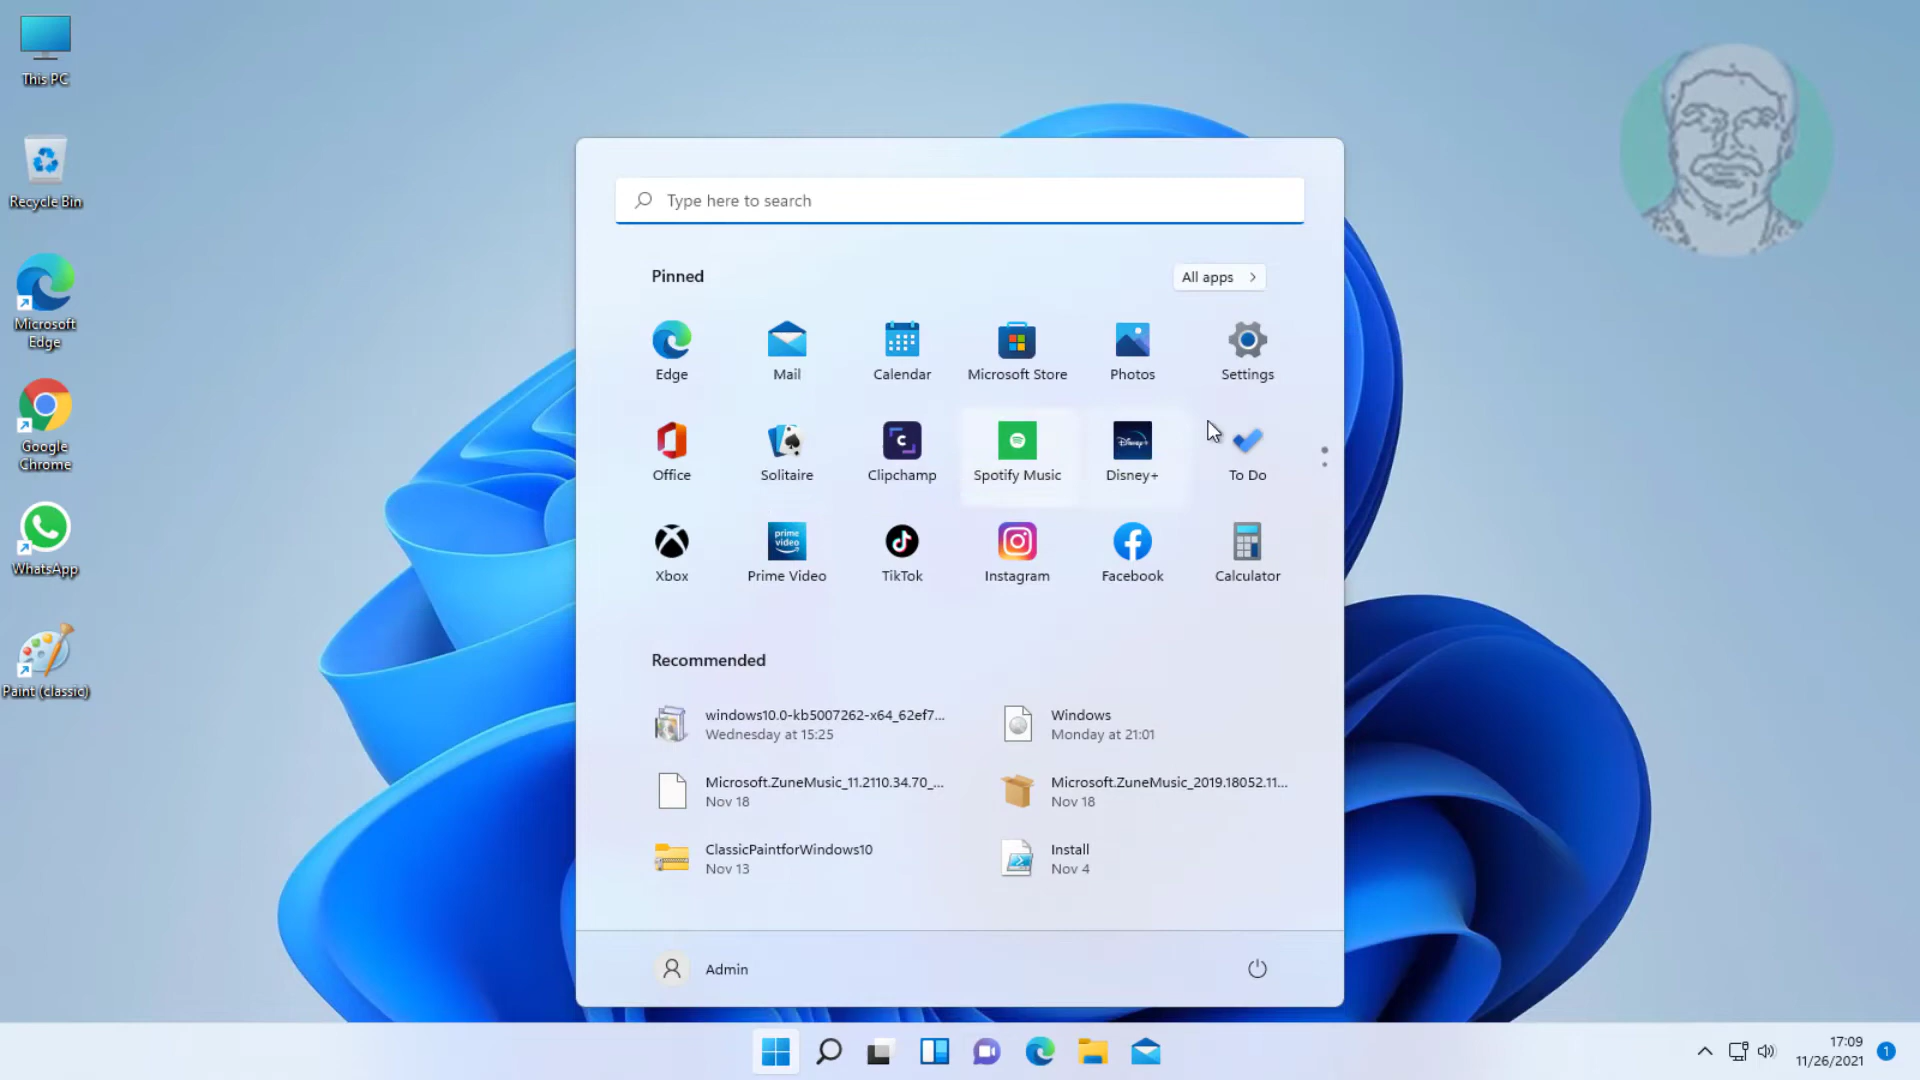 This PC
Recycle Bin
Microsoft
Edge
Google
Chrome
WhatsApp
Paint (classic)
Type here to search
Pinned
All apps
Edge
Mail
Calendar
Microsoft Store
Photos
Settings
Office
Solitaire
Clipchamp
Spotify Music
Disney+
Disney+
To Do
prime
video
Xbox
Prime Video
TikTok
Instagram
Facebook
Calculator
Recommended
windows10.0-kb5007262-x64_62ef7...
Wednesday at 15:25
Windows
Monday at 21:01
Microsoft.ZuneMusic_11.2110.34.70_...
Nov 18
Microsoft.ZuneMusic_2019.18052.11...
Nov 18
ClassicPaintforWindows10
Nov 13
Install
Nov 4
Admin
17:09
11/26/2021
1